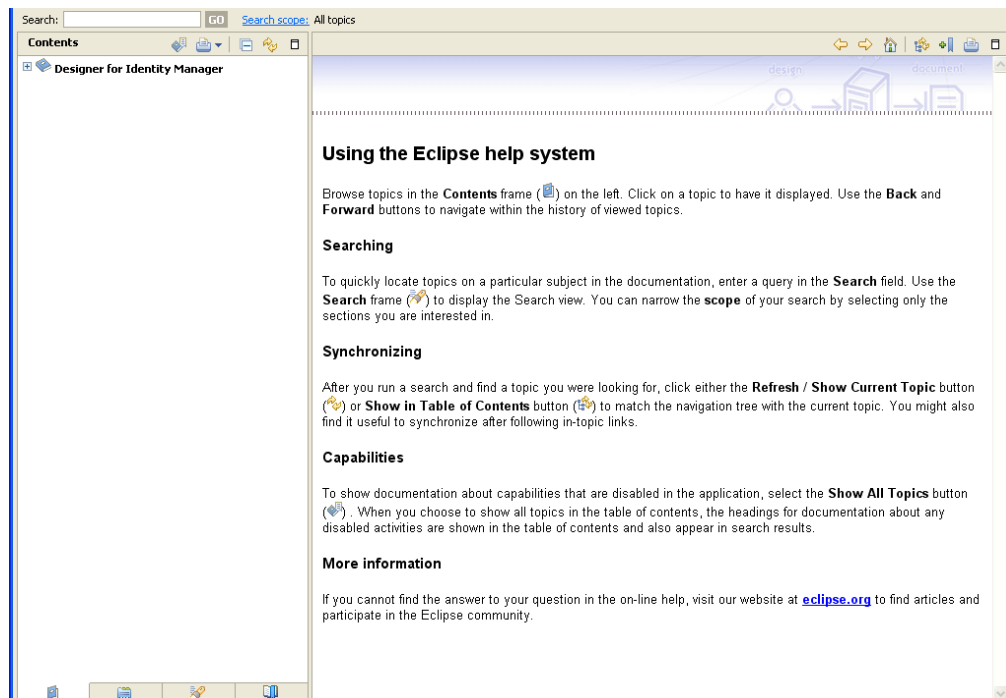 Search: GO Search scope: All topics
Contents
Designer for Identity Manager
design document
Using the Eclipse help system
Browse topics in the Contents frame ( ) on the left. Click on a topic to have it displayed. Use the Back and
Forward buttons to navigate within the history of viewed topics.
Searching
To quickly locate topics on a particular subject in the documentation, enter a query in the Search field. Use the
Search frame ( ) to display the Search view. You can narrow the scope of your search by selecting only the
sections you are interested in.
Synchronizing
After you run a search and find a topic you were looking for, click either the Refresh / Show Current Topic button
( ) or Show in Table of Contents button ( ) to match the navigation tree with the current topic. You might also
find it useful to synchronize after following in-topic links.
Capabilities
To show documentation about capabilities that are disabled in the application, select the Show All Topics button
( ) . When you choose to show all topics in the table of contents, the headings for documentation about any
disabled activities are shown in the table of contents and also appear in search results.
More information
If you cannot find the answer to your question in the on-line help, visit our website at eclipse.org to find articles and
participate in the Eclipse community.